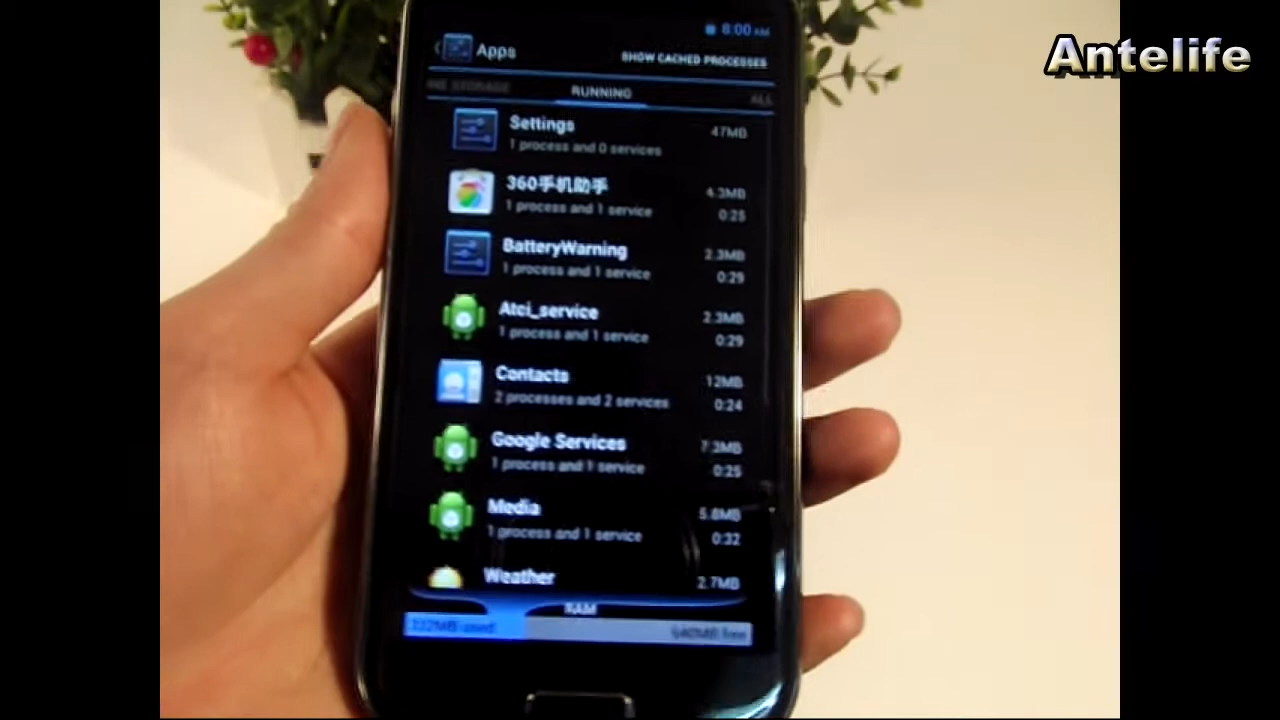 8:00 AM
Antelife
Apps
SHOW CACHED PROCESSES
RUNNING
ALL
Settings
47MB
1 process and 0 services
360手机助手
4.3MB
1 process and 1 service
0:25
BatteryWarning
2.3MB
1 process and 1 service
0:29
Atci_service
2.3MB
1 process and 1 service
0:29
Contacts
12MB
2 processes and 2 services
0:24
Google Services
7.3MB
1 process and 1 service
0:25
Media
5.8MB
1 process and 1 service
0:32
Weather
2.7MB
RAM
used
free